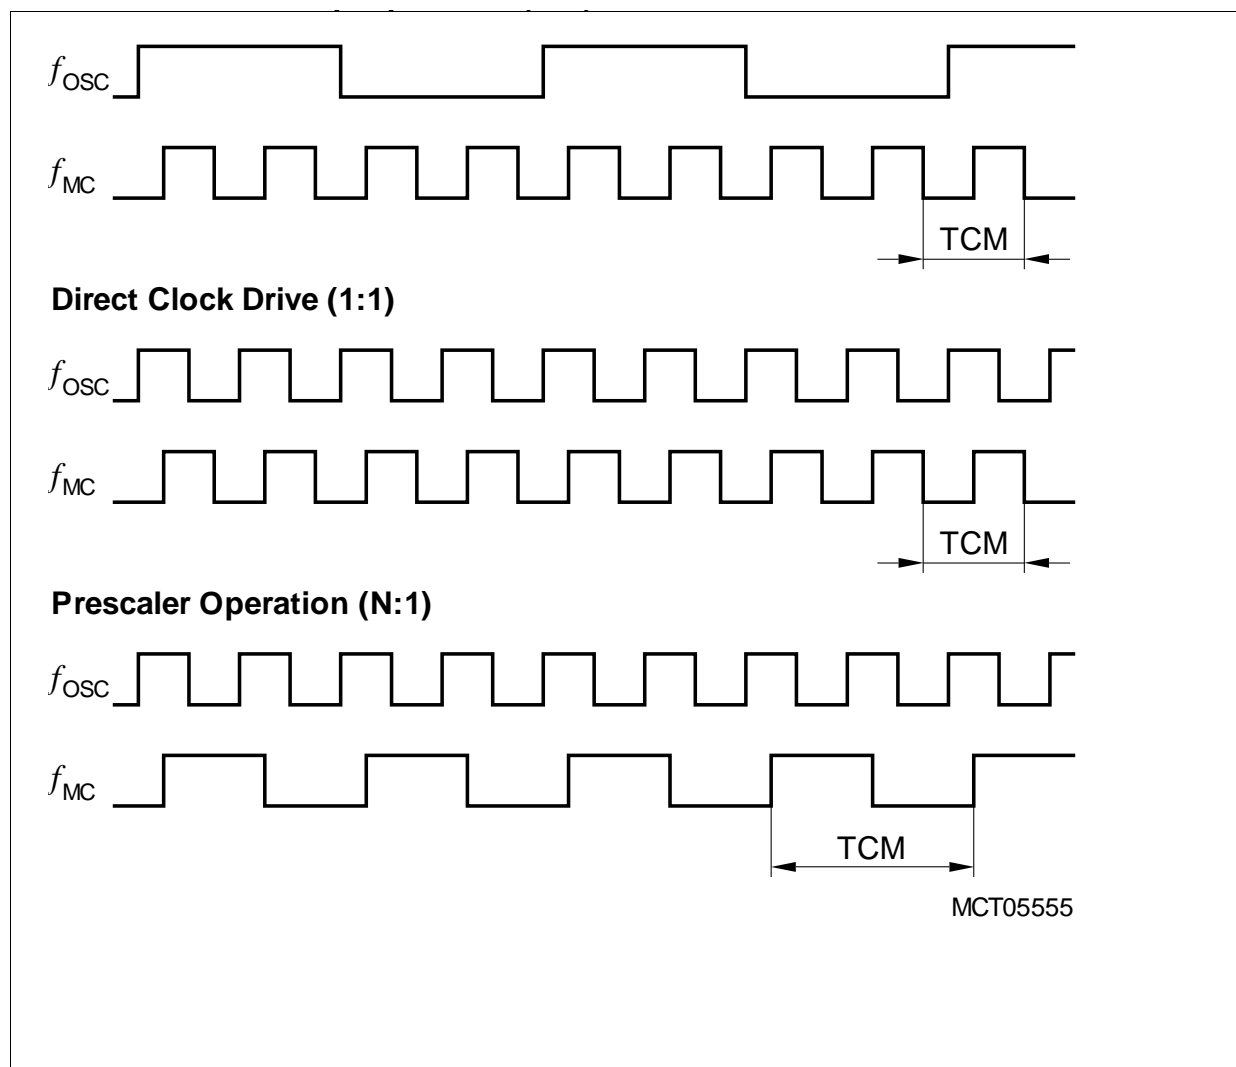 fOSC
fMC
TCM
Direct Clock Drive (1:1)
fOSC
fMC
TCM
Prescaler Operation (N:1)
fOSC
fMC
TCM
MCT05555